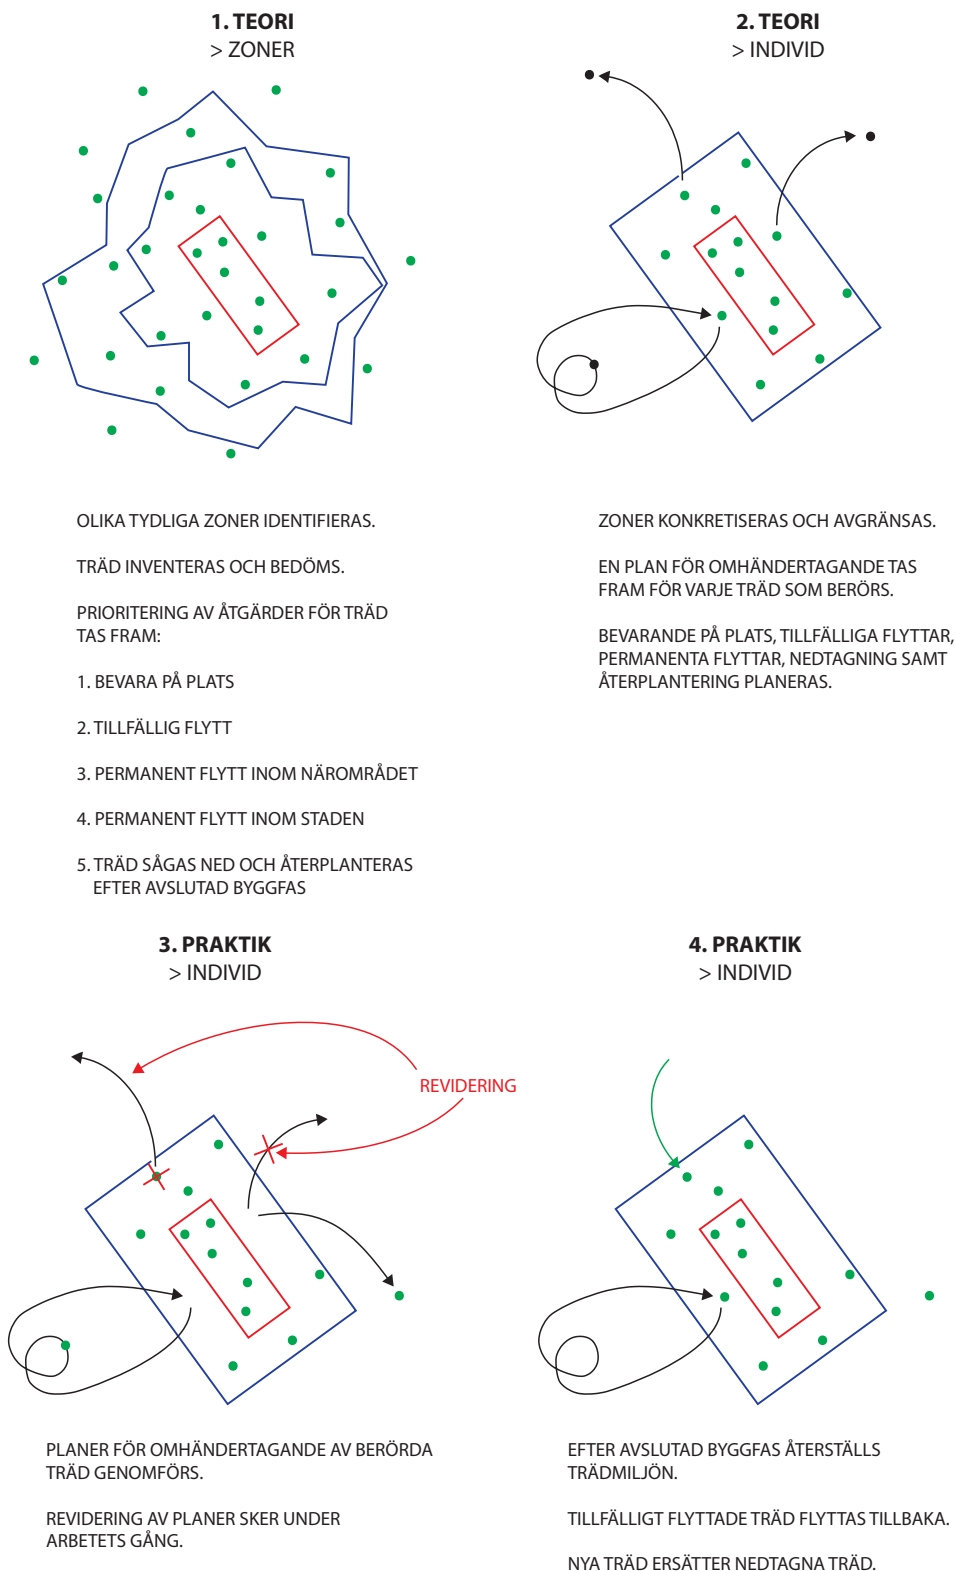 1. TEORI
> ZONER
OLIKA TYDLIGA ZONER IDENTIFIERAS.
TRÄD INVENTERAS OCH BEDÖMS.
PRIORITERING AV ÅTGÄRDER FÖR TRÄD
TAS FRAM:
1. BEVARA PÅ PLATS
2. TILLFÄLLIG FLYTT
3. PERMANENT FLYTT INOM NÄROMRÅDET
4. PERMANENT FLYTT INOM STADEN
5. TRÄD SÅGAS NED OCH ÅTERPLANTERAS
EFTER AVSLUTAD BYGGFAS
2. TEORI
> INDIVID
ZONER KONKRETISERAS OCH AVGRÄNSAS.
EN PLAN FÖR OMHÄNDERTAGANDE TAS
FRAM FÖR VARJE TRÄD SOM BERÖRS.
BEVARANDE PÅ PLATS, TILLFÄLLIGA FLYTTAR,
PERMANENTA FLYTTAR, NEDTAGNING SAMT
ÅTERPLANTERING PLANERAS.
3. PRAKTIK
> INDIVID
REVIDERING
PLANER FÖR OMHÄNDERTAGANDE AV BERÖRDA
TRÄD GENOMFÖRS.
REVIDERING AV PLANER SKER UNDER
ARBETETS GÅNG.
4. PRAKTIK
> INDIVID
EFTER AVSLUTAD BYGGFAS ÅTERSTÄLLS
TRÄDMILJÖN.
TILLFÄLLIGT FLYTTADE TRÄD FLYTTAS TILLBAKA.
NYA TRÄD ERSÄTTER NEDTAGNA TRÄD.